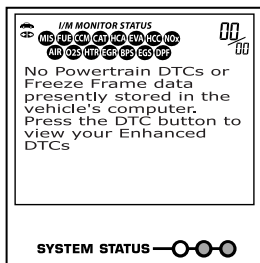 I/M MONITOR STATUS
MIS FUE CCM CAT HCA EVA HCC NOx
AIR O2S HTR EGR BPS EGS DPF
00/00
No Powertrain DTCs or
Freeze Frame data
presently stored in the
vehicle's computer.
Press the DTC button to
view your Enhanced
DTCs
SYSTEM STATUS